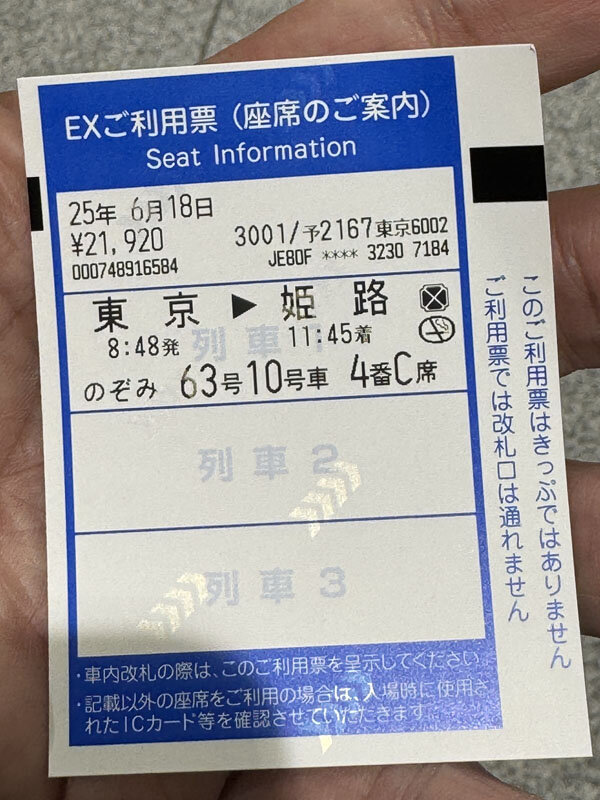 EXご利用票（座席のご案内）
Seat Information
25年 6月18日
¥21,920
3001/予2167東京6002
000748916584
JE80F **** 3230 7184
東 京 ▶ 姫 路
8:48発
11:45着
列車1
のぞみ 63号10号車 4番C席
列車2
列車3
・車内改札の際は、このご利用票を呈示してください
・記載以外の座席をご利用の場合は、入場時に使用さ
れたICカード等を確認させていただきます
このご利用票はきっぷではありません
ご利用票では改札口は通れません